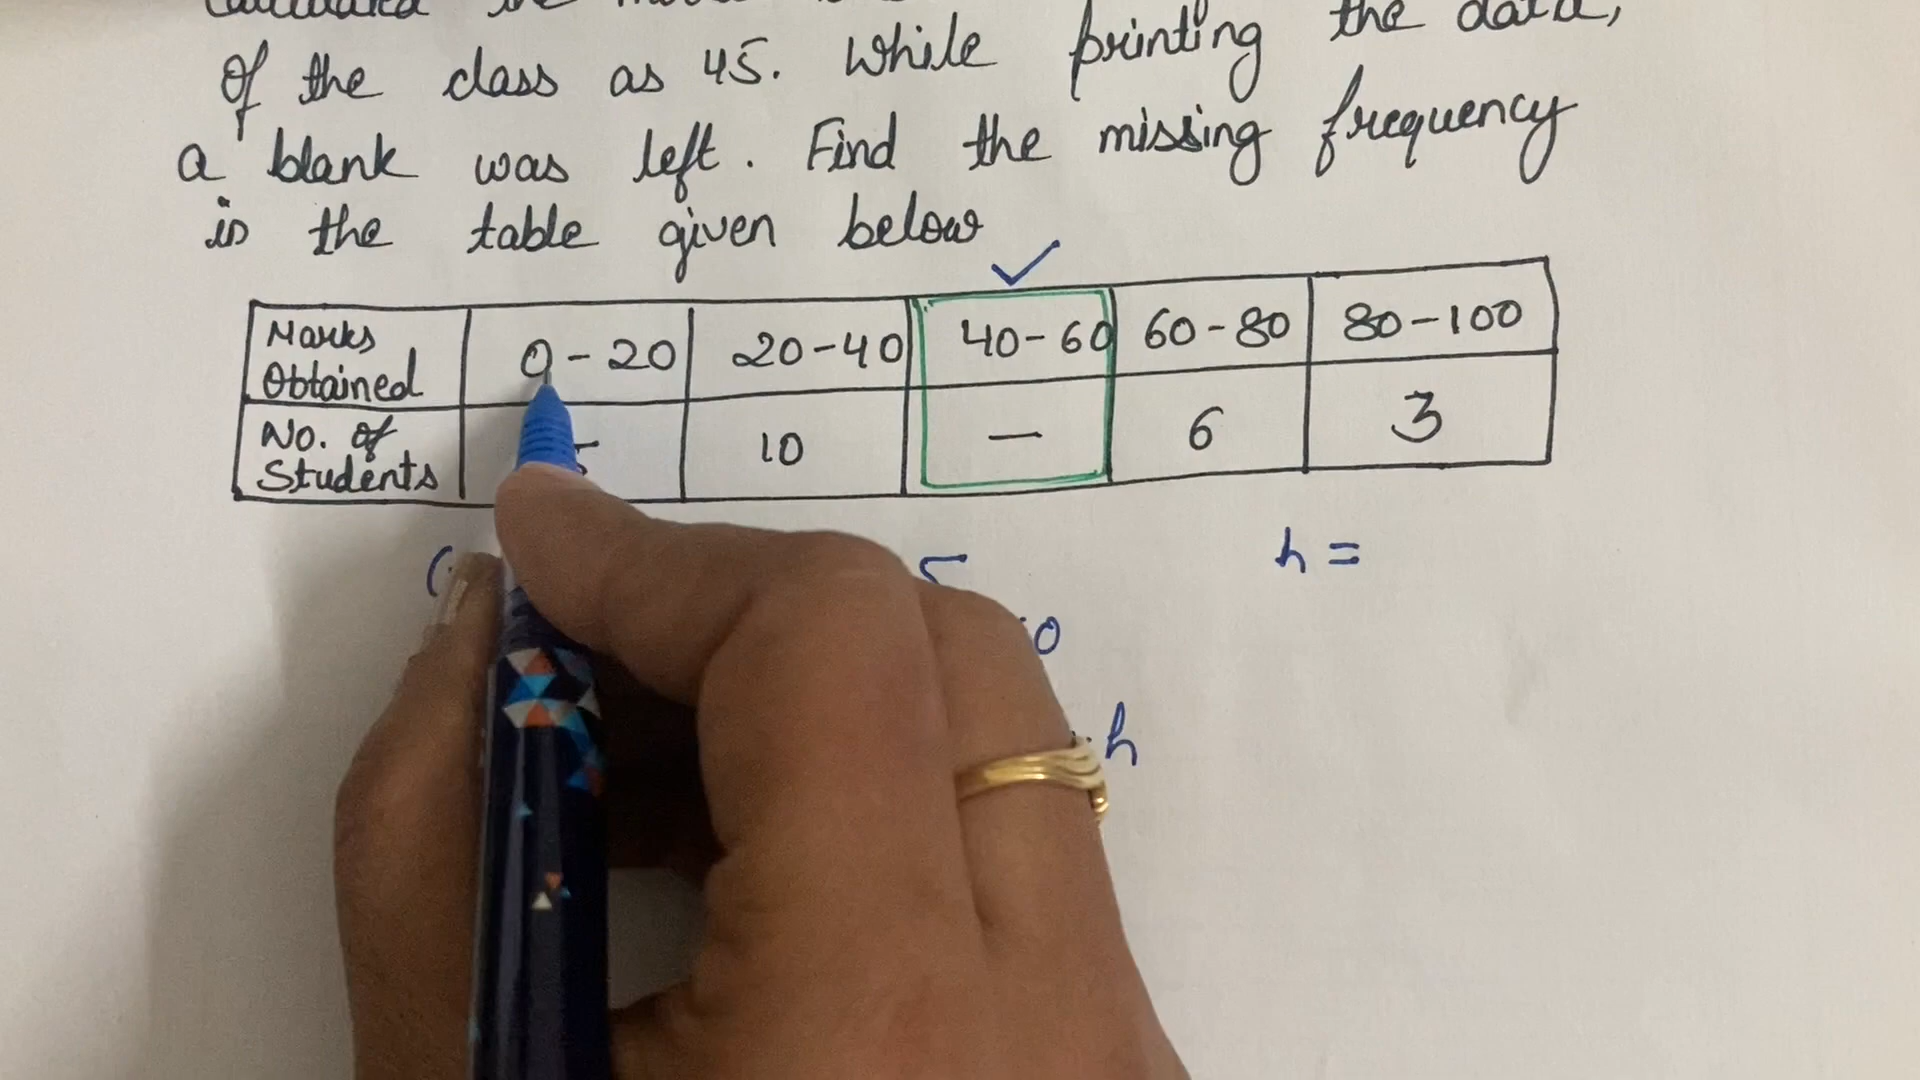 of the class as 45. While printing the data,
a blank was left. Find the missing frequency
in the table given below
✓
Marks Obtained 0-20 20-40 40-60 60-80 80-100
No. of Students 10 — 6 3
h =
h